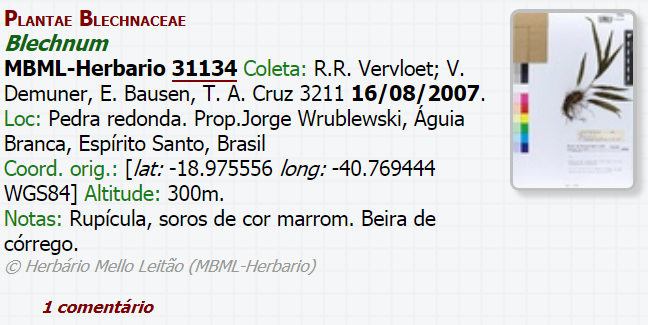 Plantae Blechnaceae
Blechnum
MBML-Herbario 31134 Coleta: R.R. Vervloet; V.
Demuner, E. Bausen, T. A. Cruz 3211 16/08/2007.
Loc: Pedra redonda. Prop.Jorge Wrublewski, Águia
Branca, Espírito Santo, Brasil
Coord. orig.: [lat: -18.975556 long: -40.769444
WGS84] Altitude: 300m.
Notas: Rupícula, soros de cor marrom. Beira de
córrego.
© Herbário Mello Leitão (MBML-Herbario)
1 comentário